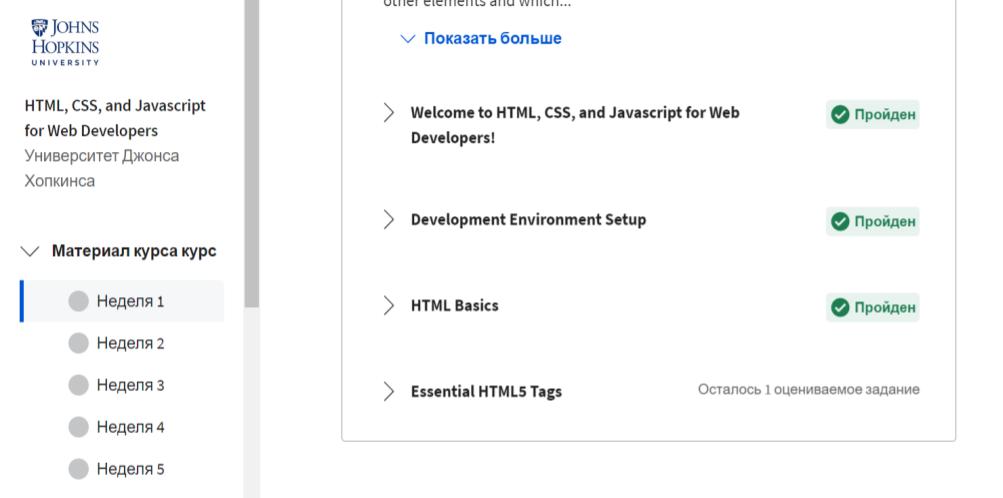 JOHNS
HOPKINS
UNIVERSITY
HTML, CSS, and Javascript
for Web Developers
Университет Джонса
Хопкинса
Материал курса курс
Неделя 1
Неделя 2
Неделя 3
Неделя 4
Неделя 5
other elements and which...
Показать больше
Welcome to HTML, CSS, and Javascript for Web
Developers!
Пройден
Development Environment Setup
Пройден
HTML Basics
Пройден
Essential HTML5 Tags
Осталось 1 оцениваемое задание